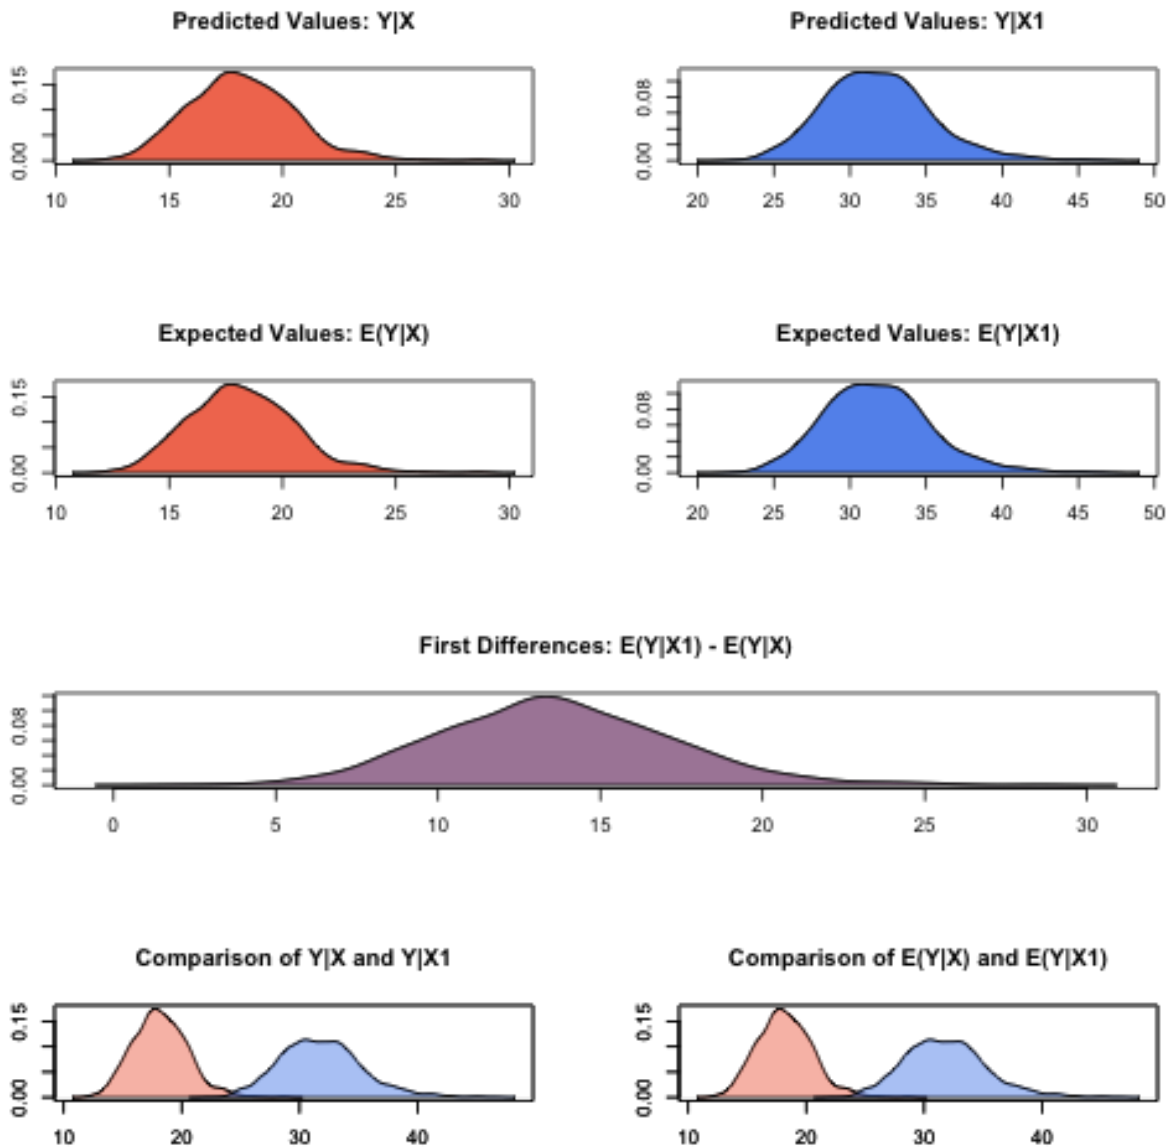 Predicted Values: Y|X
Predicted Values: Y|X1
0.00 0.15
10 15 20 25 30
0.00 0.08
20 25 30 35 40 45 50
Expected Values: E(Y|X)
Expected Values: E(Y|X1)
0.00 0.15
10 15 20 25 30
0.00 0.08
20 25 30 35 40 45 50
First Differences: E(Y|X1) - E(Y|X)
0.00 0.08
0 5 10 15 20 25 30
Comparison of Y|X and Y|X1
Comparison of E(Y|X) and E(Y|X1)
0.00 0.15
10 20 30 40
0.00 0.15
10 20 30 40